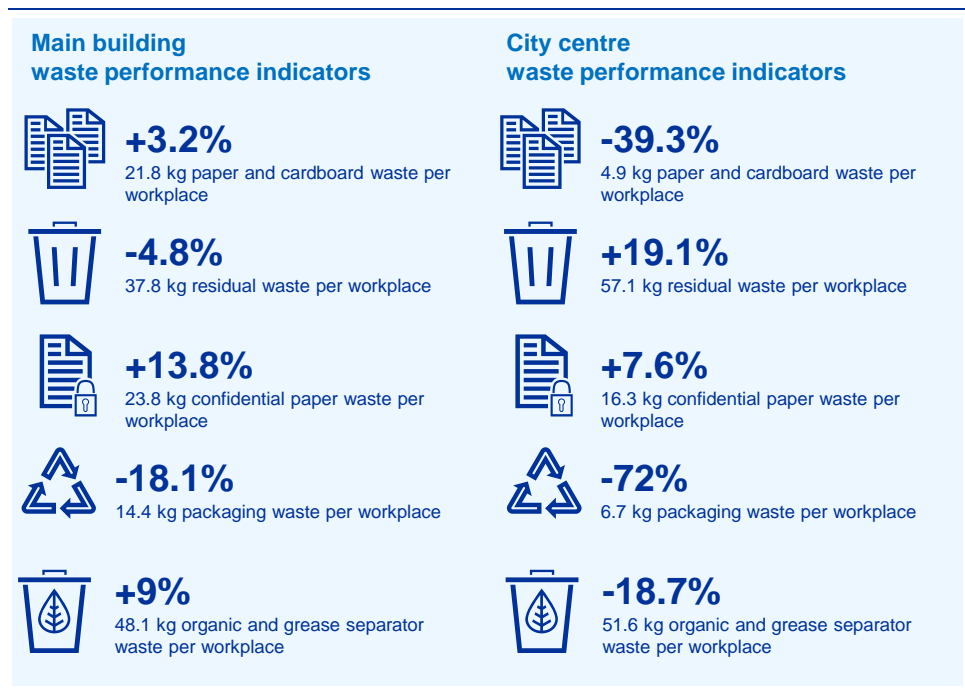 Main building
waste performance indicators
+3.2%
21.8 kg paper and cardboard waste per
workplace
-4.8%
37.8 kg residual waste per workplace
+13.8%
23.8 kg confidential paper waste per
workplace
-18.1%
14.4 kg packaging waste per workplace
+9%
48.1 kg organic and grease separator
waste per workplace
City centre
waste performance indicators
-39.3%
4.9 kg paper and cardboard waste per
workplace
+19.1%
57.1 kg residual waste per workplace
+7.6%
16.3 kg confidential paper waste per
workplace
-72%
6.7 kg packaging waste per workplace
-18.7%
51.6 kg organic and grease separator
waste per workplace